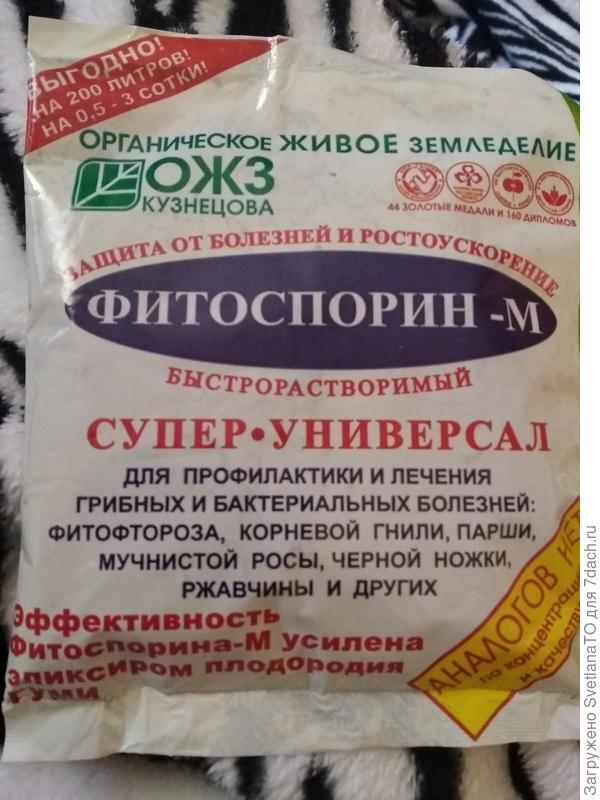 ВЫГОДНО!
НА 200 ЛИТРОВ!
НА 0,5 - 3 СОТКИ!
ОРГАНИЧЕСКОЕ ЖИВОЕ ЗЕМЛЕДЕЛИЕ
ОЖЗ
КУЗНЕЦОВА
44 ЗОЛОТЫЕ МЕДАЛИ И 160 ДИПЛОМОВ
ЗАЩИТА ОТ БОЛЕЗНЕЙ И РОСТОУСКОРЕНИЕ
ФИТОСПОРИН -М
БЫСТРОРАСТВОРИМЫЙ
СУПЕР•УНИВЕРСАЛ
ДЛЯ ПРОФИЛАКТИКИ И ЛЕЧЕНИЯ
ГРИБНЫХ И БАКТЕРИАЛЬНЫХ БОЛЕЗНЕЙ:
ФИТОФТОРОЗА, КОРНЕВОЙ ГНИЛИ, ПАРШИ,
МУЧНИСТОЙ РОСЫ, ЧЕРНОЙ НОЖКИ,
РЖАВЧИНЫ И ДРУГИХ
Эффективность
Фитоспорина-М усилена
эликсиром плодородия
ГУМИ
АНАЛОГОВ НЕТ
по концентрации
и качеству
Загружено SvetlanaTO для 7dach.ru